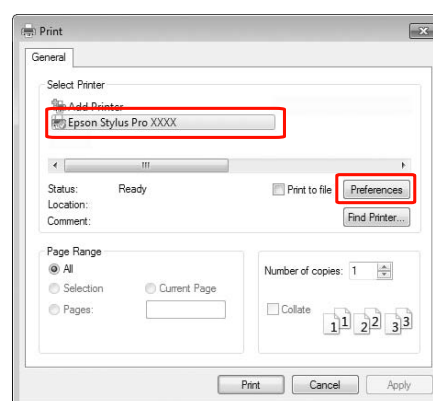 Print
General
Select Printer
Add Printer
Epson Stylus Pro XXXX
Status: Ready
Print to file
Preferences
Location:
Comment:
Find Printer...
Page Range
All
Selection
Current Page
Pages:
Number of copies: 1
Collate
1 1 2 2 3 3
Print
Cancel
Apply